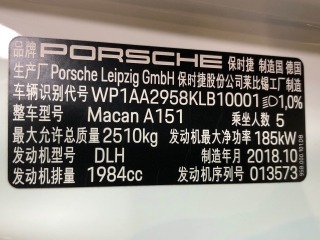 品牌 PORSCHE 保时捷 制造国 德国
生产厂 Porsche Leipzig GmbH 保时捷股份公司莱比锡工厂制造
车辆识别代号 WP1AA2958KLB10001 1,0%
整车型号 Macan A151 乘坐人数 5
最大允许总质量 2510kg 发动机最大净功率 185kW
发动机型号 DLH 制造年月 2018.10
发动机排量 1984cc 发动机序列号 013573